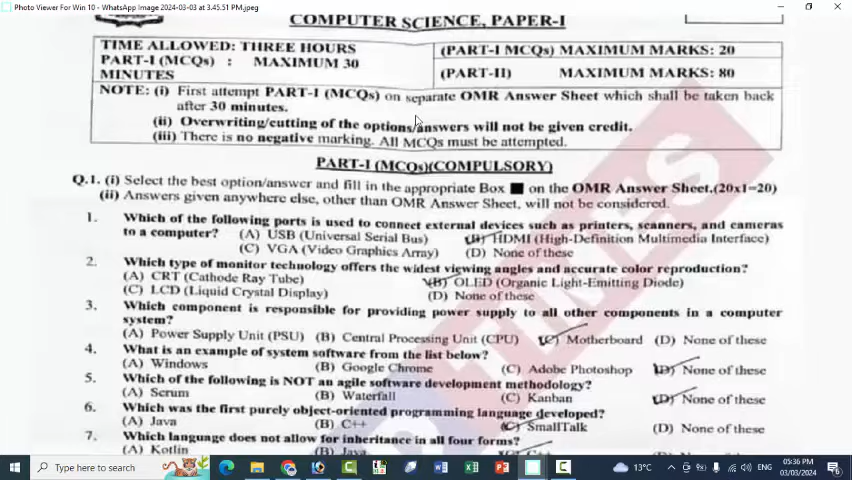 Photo Viewer For Win 10 - WhatsApp Image 2024-03-03 at 3.45.51 PM.jpeg
COMPUTER SCIENCE, PAPER-I
TIME ALLOWED: THREE HOURS
PART-I (MCQs) : MAXIMUM 30
MINUTES
(PART-I MCQs) MAXIMUM MARKS: 20
(PART-II) MAXIMUM MARKS: 80
NOTE: (i) First attempt PART-I (MCQs) on separate OMR Answer Sheet which shall be taken back
after 30 minutes.
(ii) Overwriting/cutting of the options/answers will not be given credit.
(iii) There is no negative marking. All MCQs must be attempted.
PART-I (MCQs)(COMPULSORY)
Q.1. (i) Select the best option/answer and fill in the appropriate Box on the OMR Answer Sheet.(20x1=20)
(ii) Answers given anywhere else, other than OMR Answer Sheet, will not be considered.
1. Which of the following ports is used to connect external devices such as printers, scanners, and cameras
to a computer? (A) USB (Universal Serial Bus) (B) HDMI (High-Definition Multimedia Interface)
(C) VGA (Video Graphics Array) (D) None of these
2. Which type of monitor technology offers the widest viewing angles and accurate color reproduction?
(A) CRT (Cathode Ray Tube) (B) OLED (Organic Light-Emitting Diode)
(C) LCD (Liquid Crystal Display) (D) None of these
3. Which component is responsible for providing power supply to all other components in a computer
system?
(A) Power Supply Unit (PSU) (B) Central Processing Unit (CPU) (C) Motherboard (D) None of these
4. What is an example of system software from the list below?
(A) Windows (B) Google Chrome (C) Adobe Photoshop (D) None of these
5. Which of the following is NOT an agile software development methodology?
(A) Scrum (B) Waterfall (C) Kanban (D) None of these
6. Which was the first purely object-oriented programming language developed?
(A) Java (B) C++ (C) SmallTalk (D) None of these
7. Which language does not allow for inheritance in all four forms?
(A) Kotlin (B) Java
Type here to search
13°C
ENG
05:36 PM
03/03/2024